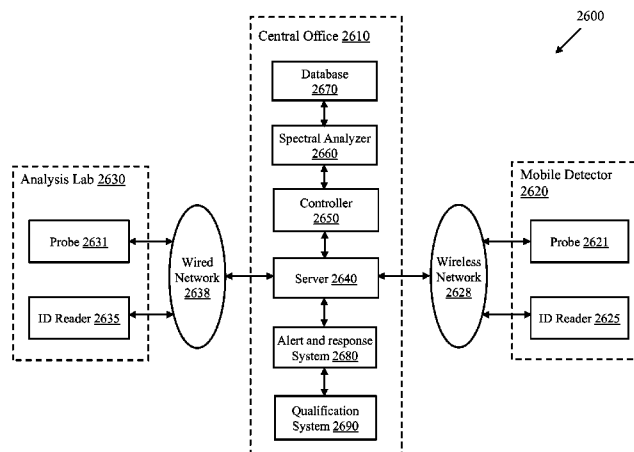 2600
Central Office 2610
Database
2670
Spectral Analyzer
2660
Controller
2650
Server 2640
Alert and response
System 2680
Qualification
System 2690
Analysis Lab 2630
Probe 2631
ID Reader 2635
Wired
Network
2638
Wireless
Network
2628
Mobile Detector
2620
Probe 2621
ID Reader 2625